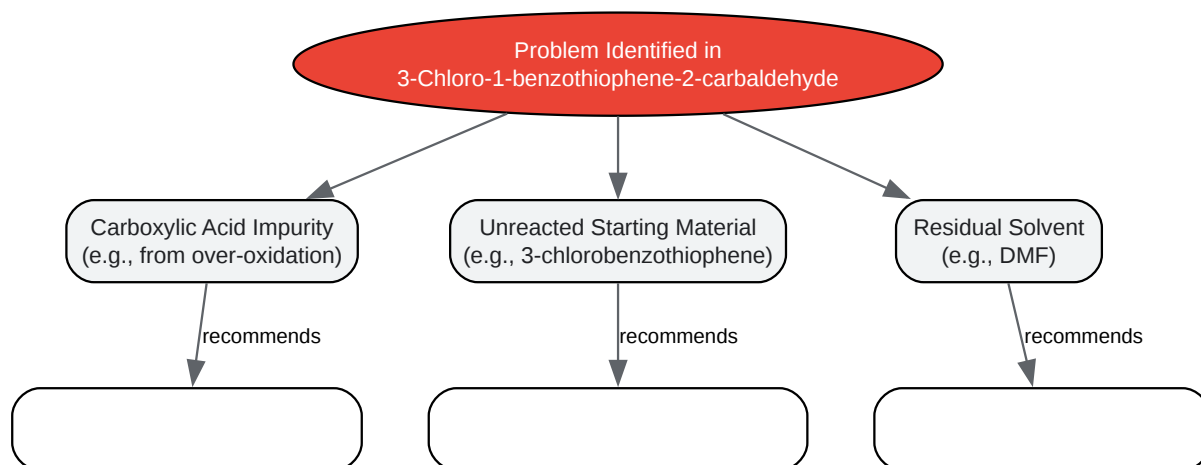 Problem Identified in
3-Chloro-1-benzothiophene-2-carbaldehyde
Carboxylic Acid Impurity
(e.g., from over-oxidation)
Unreacted Starting Material
(e.g., 3-chlorobenzothiophene)
Residual Solvent
(e.g., DMF)
recommends
recommends
recommends